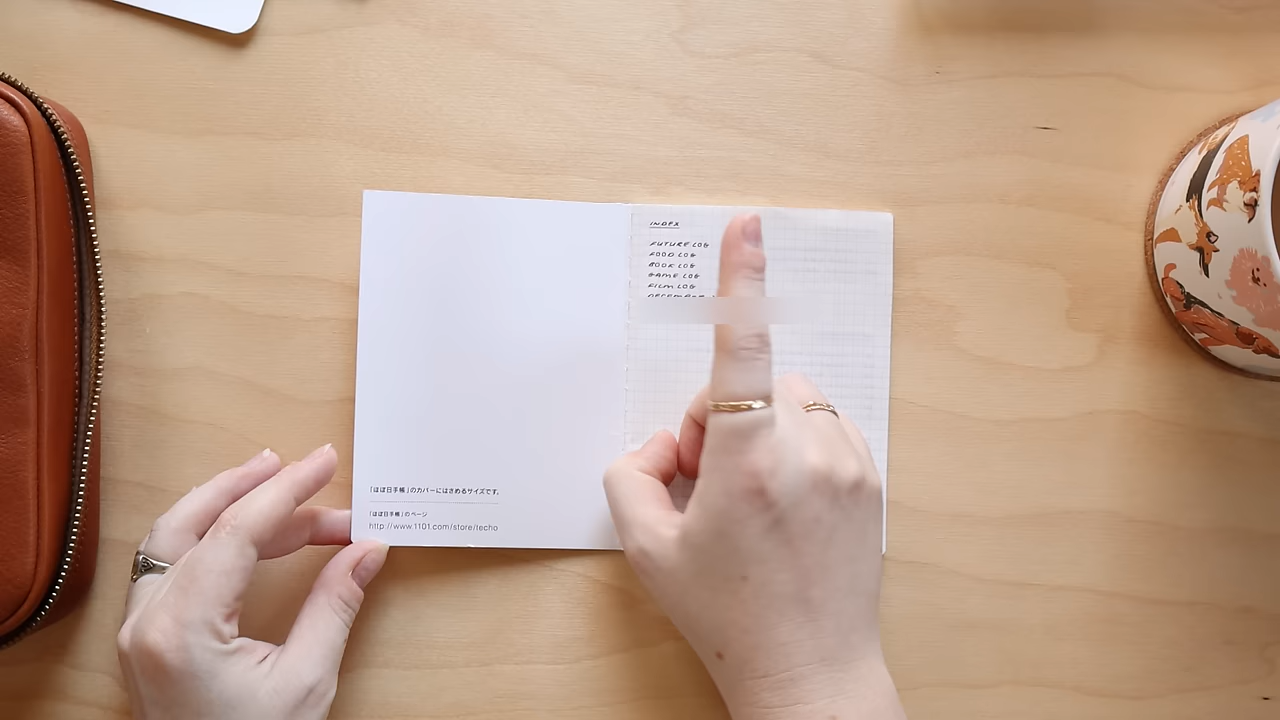 「ほぼ日手帳」のカバーにはさめるサイズです。
「ほぼ日手帳」のページ
http://www.1101.com/store/techo
INDEX
FUTURE LOG
FOOD LOG
BOOK LOG
GAME LOG
FILM LOG
DECEMBER